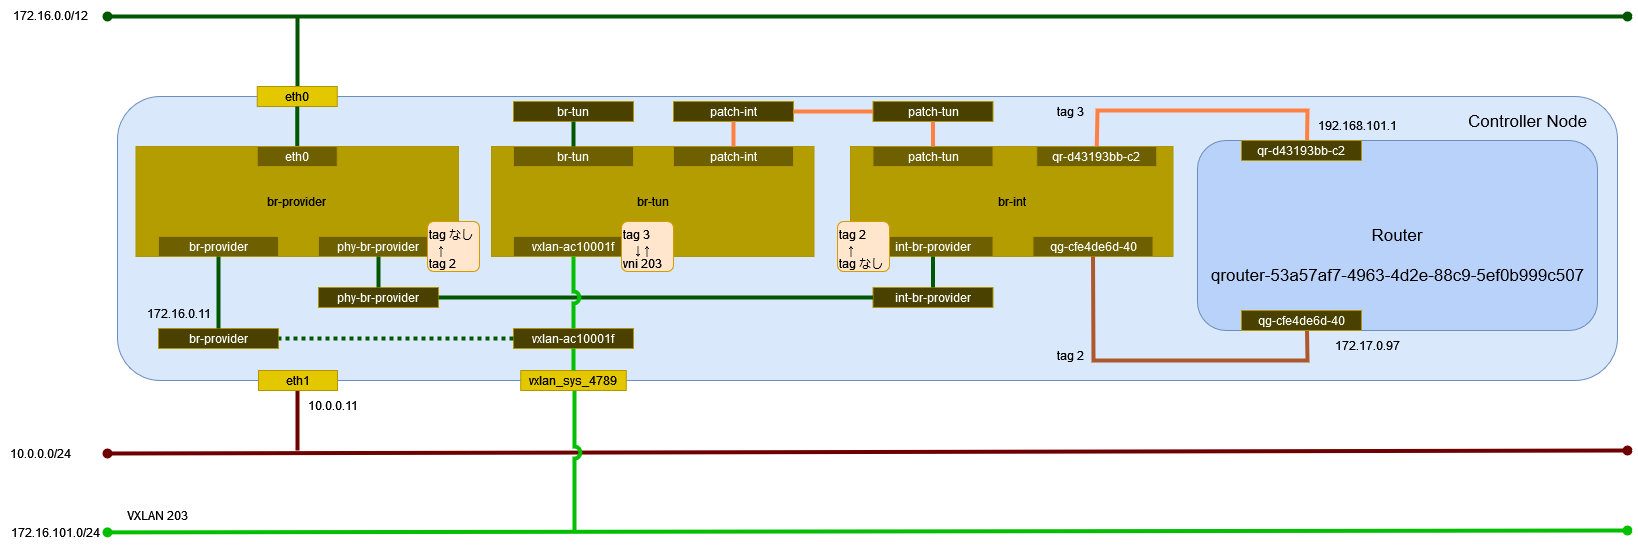 172.16.0.0/12
eth0
br-tun
patch-int
patch-tun
tag 3
192.168.101.1
Controller Node
eth0
br-tun
patch-int
patch-tun
qr-d43193bb-c2
qr-d43193bb-c2
br-provider
br-tun
br-int
Router
qrouter-53a57af7-4963-4d2e-88c9-5ef0b999c507
br-provider
phy-br-provider
tag なし
↑
tag 2
vxlan-ac10001f
tag 3
↓↑
vni 203
tag 2
↑
tag なし
int-br-provider
qg-cfe4de6d-40
phy-br-provider
int-br-provider
172.16.0.11
qg-cfe4de6d-40
br-provider
vxlan-ac10001f
tag 2
172.17.0.97
eth1
vxlan_sys_4789
10.0.0.11
10.0.0.0/24
VXLAN 203
172.16.101.0/24